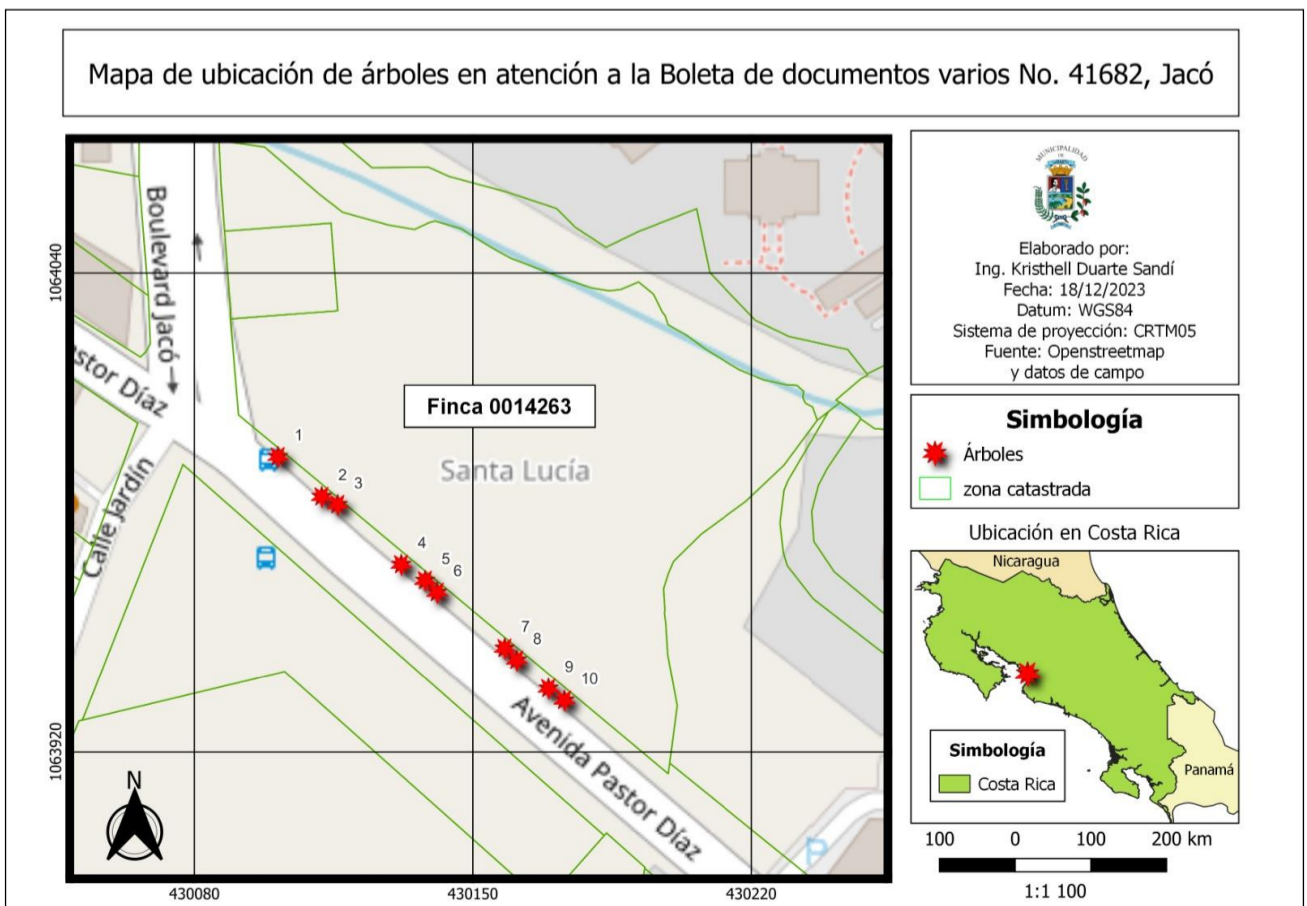 Mapa de ubicación de árboles en atención a la Boleta de documentos varios No. 41682, Jacó
1064040
1063920
430080
430150
430220
Boulevard Jacó
astor Díaz
Calle Jardín
Finca 0014263
Santa Lucía
1
2
3
4
5
6
7
8
9
10
Avenida Pastor Díaz
P
N
MUNICIPALIDAD
DE
Elaborado por:
Ing. Kristhell Duarte Sandí
Fecha: 18/12/2023
Datum: WGS84
Sistema de proyección: CRTM05
Fuente: Openstreetmap
y datos de campo
Simbología
Árboles
zona catastrada
Ubicación en Costa Rica
Nicaragua
Panamá
Simbología
Costa Rica
100 0 100 200 km
1:1 100